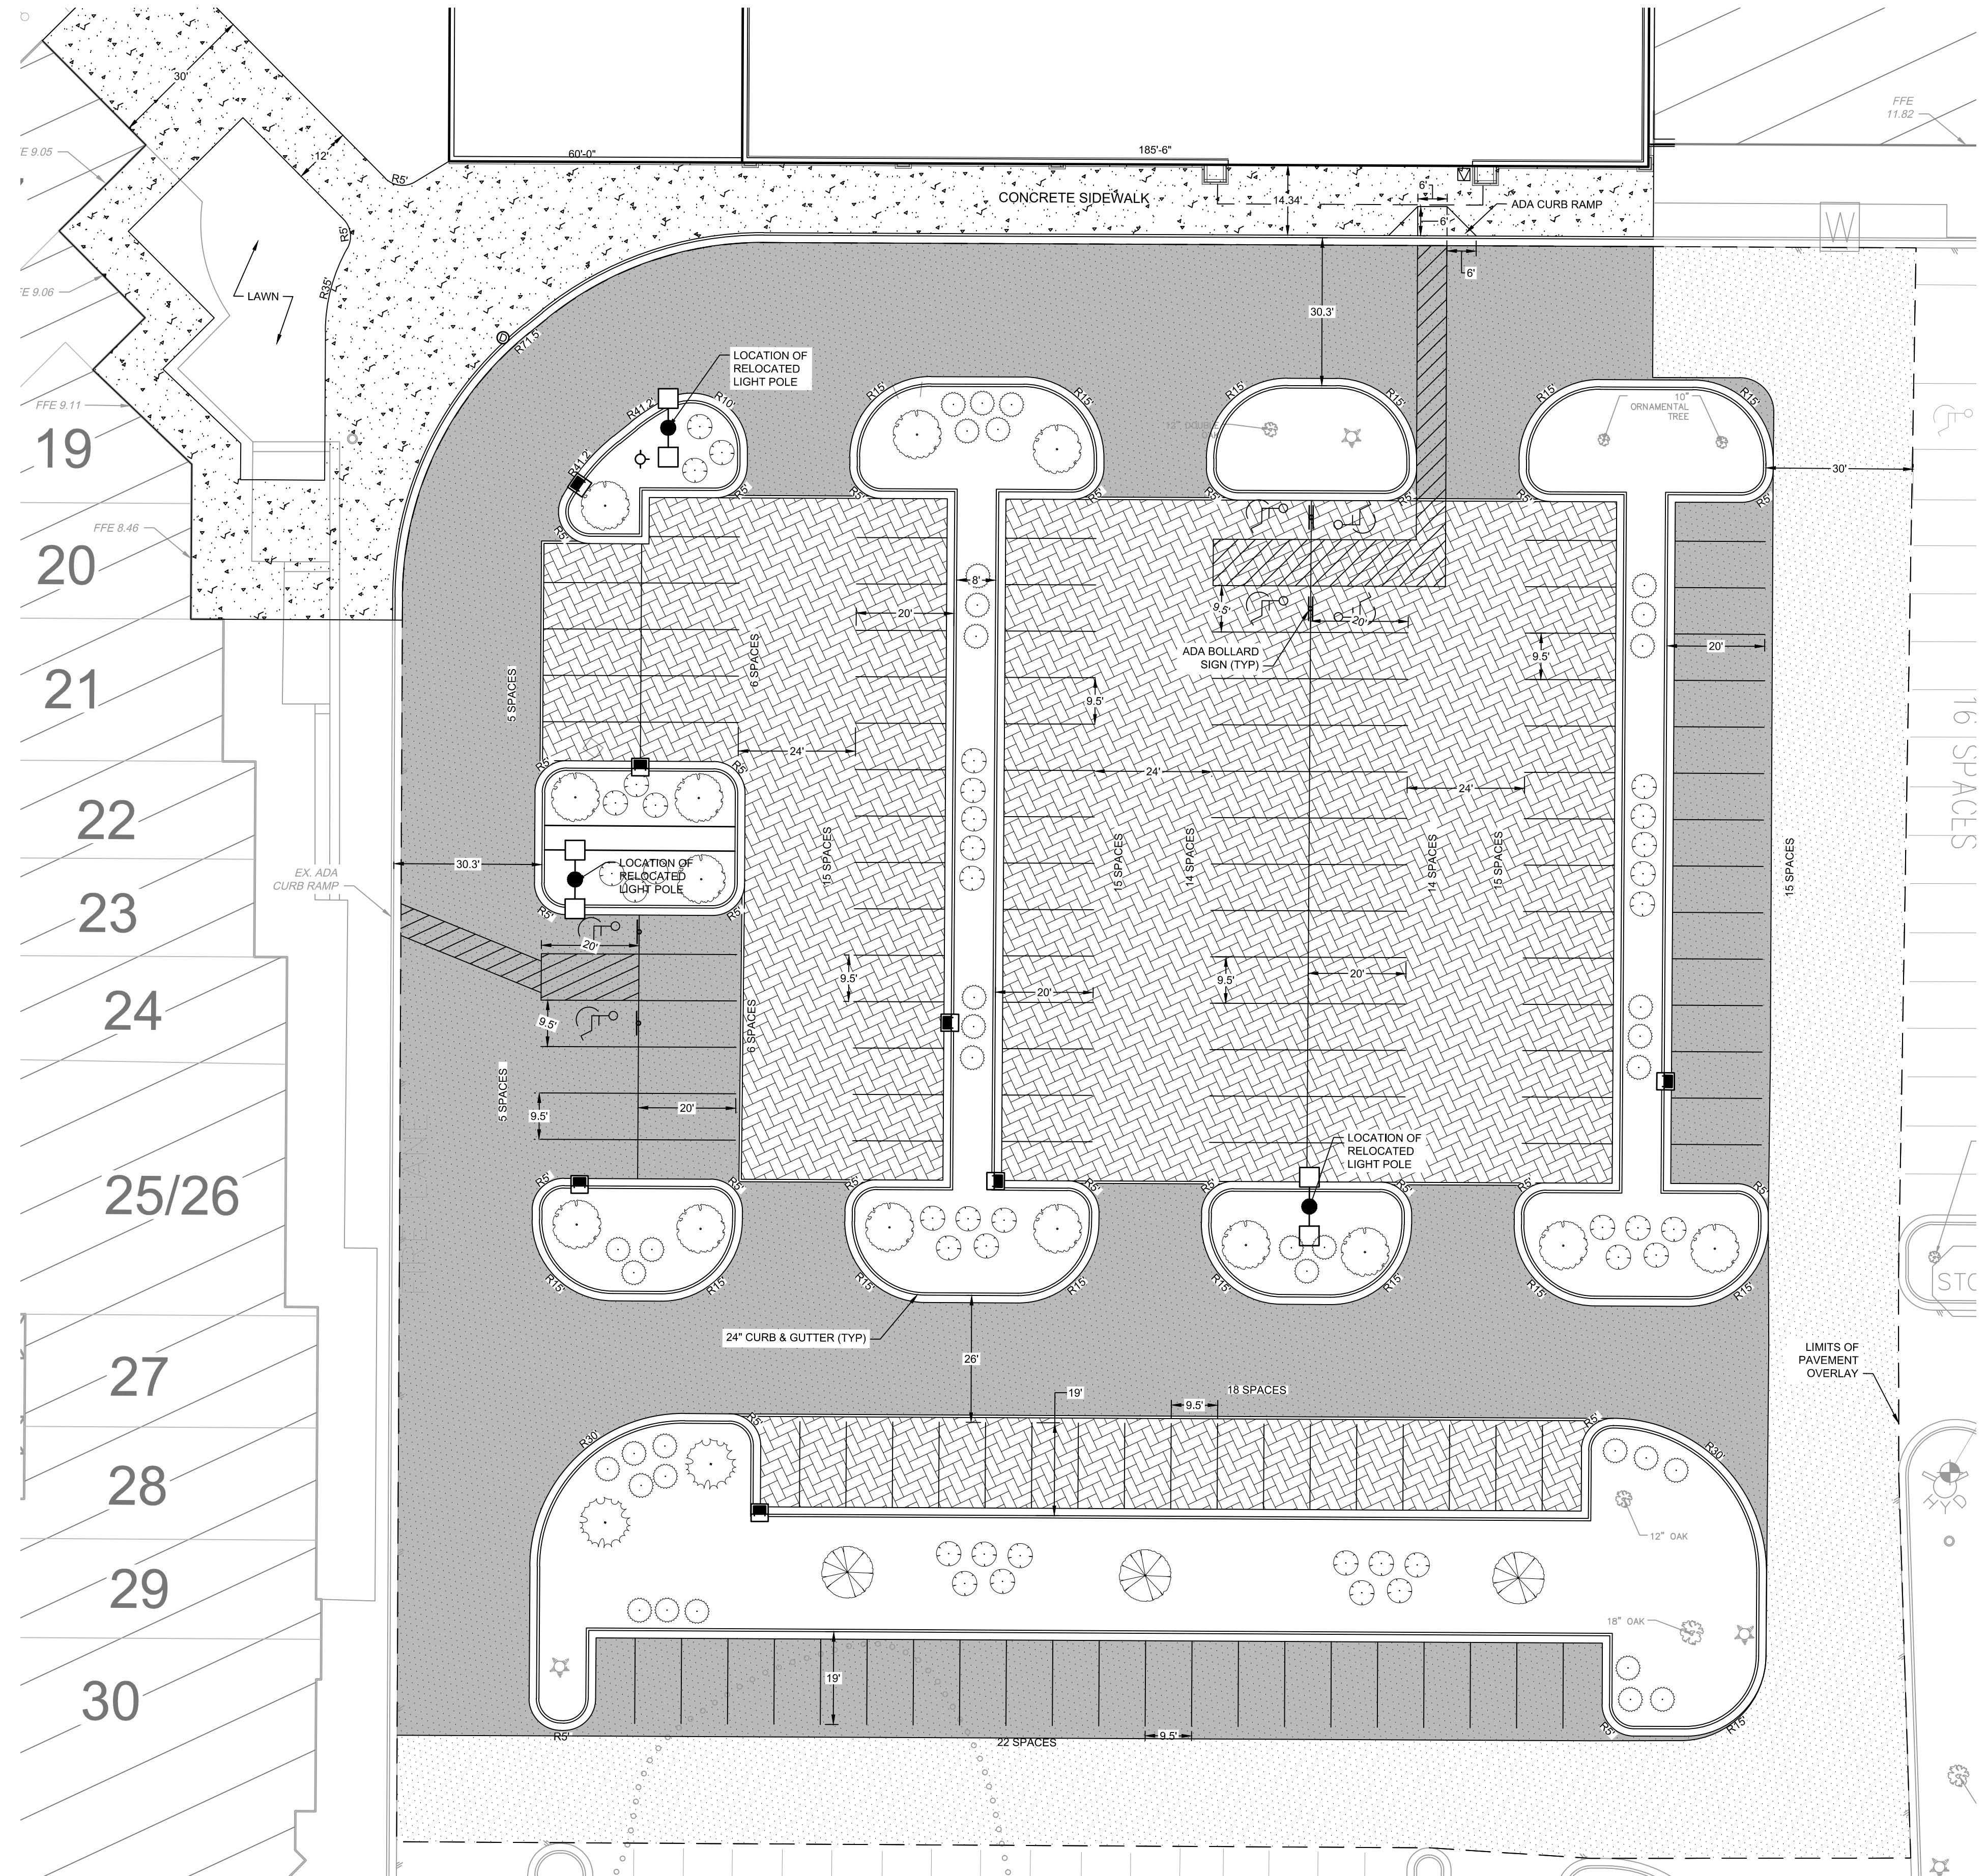 30'
12'
R5'
60'-0"
185'-6"
FFE
11.82
E 9.05
CONCRETE SIDEWALK
14.34'
6'
6'
ADA CURB RAMP
W
6'
R5'
R35'
LAWN
E 9.06
R71.5'
30.3'
LOCATION OF
RELOCATED
LIGHT POLE
FFE 9.11
R41.2'
R10'
R15'
R15'
R15'
R15'
R15'
R15'
10"
ORNAMENTAL
TREE
12" DOUBLE
19
R41.2'
30'
R5'
R5'
R5'
R5'
R5'
R5'
R5'
FFE 8.46
R5'
20
8'
20'
9.5'
20'
ADA BOLLARD
SIGN (TYP)
9.5'
20'
6 SPACES
5 SPACES
21
9.5'
24'
24'
24'
16 SPACES
R5'
R5'
22
15 SPACES
15 SPACES
14 SPACES
14 SPACES
15 SPACES
15 SPACES
30.3'
LOCATION OF
RELOCATED
LIGHT POLE
EX. ADA
CURB RAMP
23
R5'
R5'
20'
9.5'
9.5'
20'
20'
24
9.5'
6 SPACES
5 SPACES
9.5'
20'
LOCATION OF
RELOCATED
LIGHT POLE
25/26
R5'
R5'
R5'
R5'
R5'
R5'
R5'
R5'
R15'
R15'
R15'
R15'
R15'
R15'
R15'
R15'
STO
24" CURB & GUTTER (TYP)
26'
LIMITS OF
PAVEMENT
OVERLAY
27
19'
9.5'
18 SPACES
R30'
R5'
R5'
R30'
28
HYD
12" OAK
29
18" OAK
19'
30
R5'
22 SPACES
9.5'
R5'
R15'